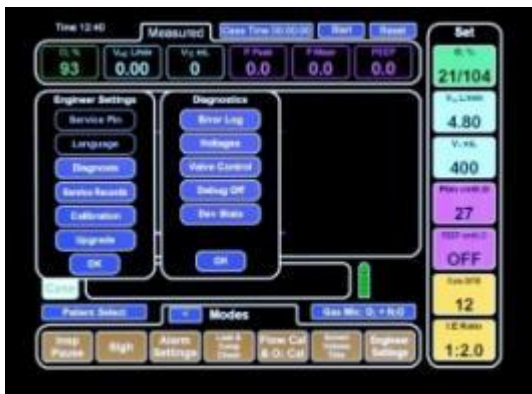 Time 12:40
Measured
Case Time 00:00:00
Start
Reset
Set
93
0.00
0
P Peak
0.0
P Mean
0.0
PEEP
0.0
21/104
4.80
400
27
OFF
12
I:E Ratio
1:2.0
Engineer Settings
Service Pin
Language
Diagnosis
Service Records
Calibration
Upgrade
OK
Diagnostics
Error Log
Voltages
Valve Control
Debug Off
Dev Stats
OK
Patient Select
<
Modes
Gas Mix: O₂ + N₂O
Insp Pause
Sigh
Alarm Settings
Flow Cal & O₂ Cal
Engineer Settings